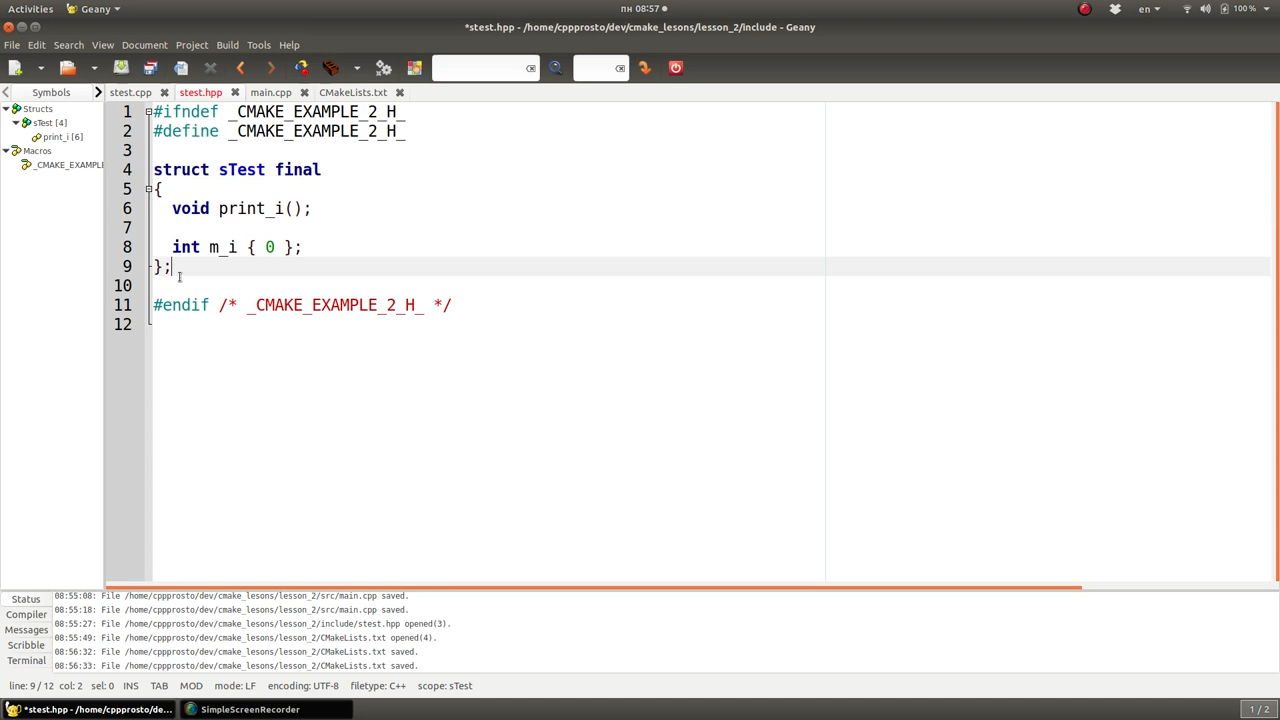 Activities Geany пн 08:57 en 100 %
*stest.hpp - /home/cppprosto/dev/cmake_lesons/lesson_2/include - Geany
File Edit Search View Document Project Build Tools Help
Symbols stest.cpp stest.hpp main.cpp CMakeLists.txt
Structs
sTest [4]
print_i [6]
Macros
_CMAKE_EXAMPLE
1 #ifndef _CMAKE_EXAMPLE_2_H_
2 #define _CMAKE_EXAMPLE_2_H_
3
4 struct sTest final
5 {
6 void print_i();
7
8 int m_i { 0 };
9 };
10
11 #endif /* _CMAKE_EXAMPLE_2_H_ */
12
Status
Compiler
Messages
Scribble
Terminal
08:55:08: File /home/cppprosto/dev/cmake_lesons/lesson_2/src/main.cpp saved.
08:55:18: File /home/cppprosto/dev/cmake_lesons/lesson_2/src/main.cpp saved.
08:55:27: File /home/cppprosto/dev/cmake_lesons/lesson_2/include/stest.hpp opened(3).
08:55:49: File /home/cppprosto/dev/cmake_lesons/lesson_2/CMakeLists.txt opened(4).
08:56:32: File /home/cppprosto/dev/cmake_lesons/lesson_2/CMakeLists.txt saved.
08:56:33: File /home/cppprosto/dev/cmake_lesons/lesson_2/CMakeLists.txt saved.
line: 9 / 12 col: 2 sel: 0 INS TAB MOD mode: LF encoding: UTF-8 filetype: C++ scope: sTest
*stest.hpp - /home/cppprosto/de... SimpleScreenRecorder 1 / 2